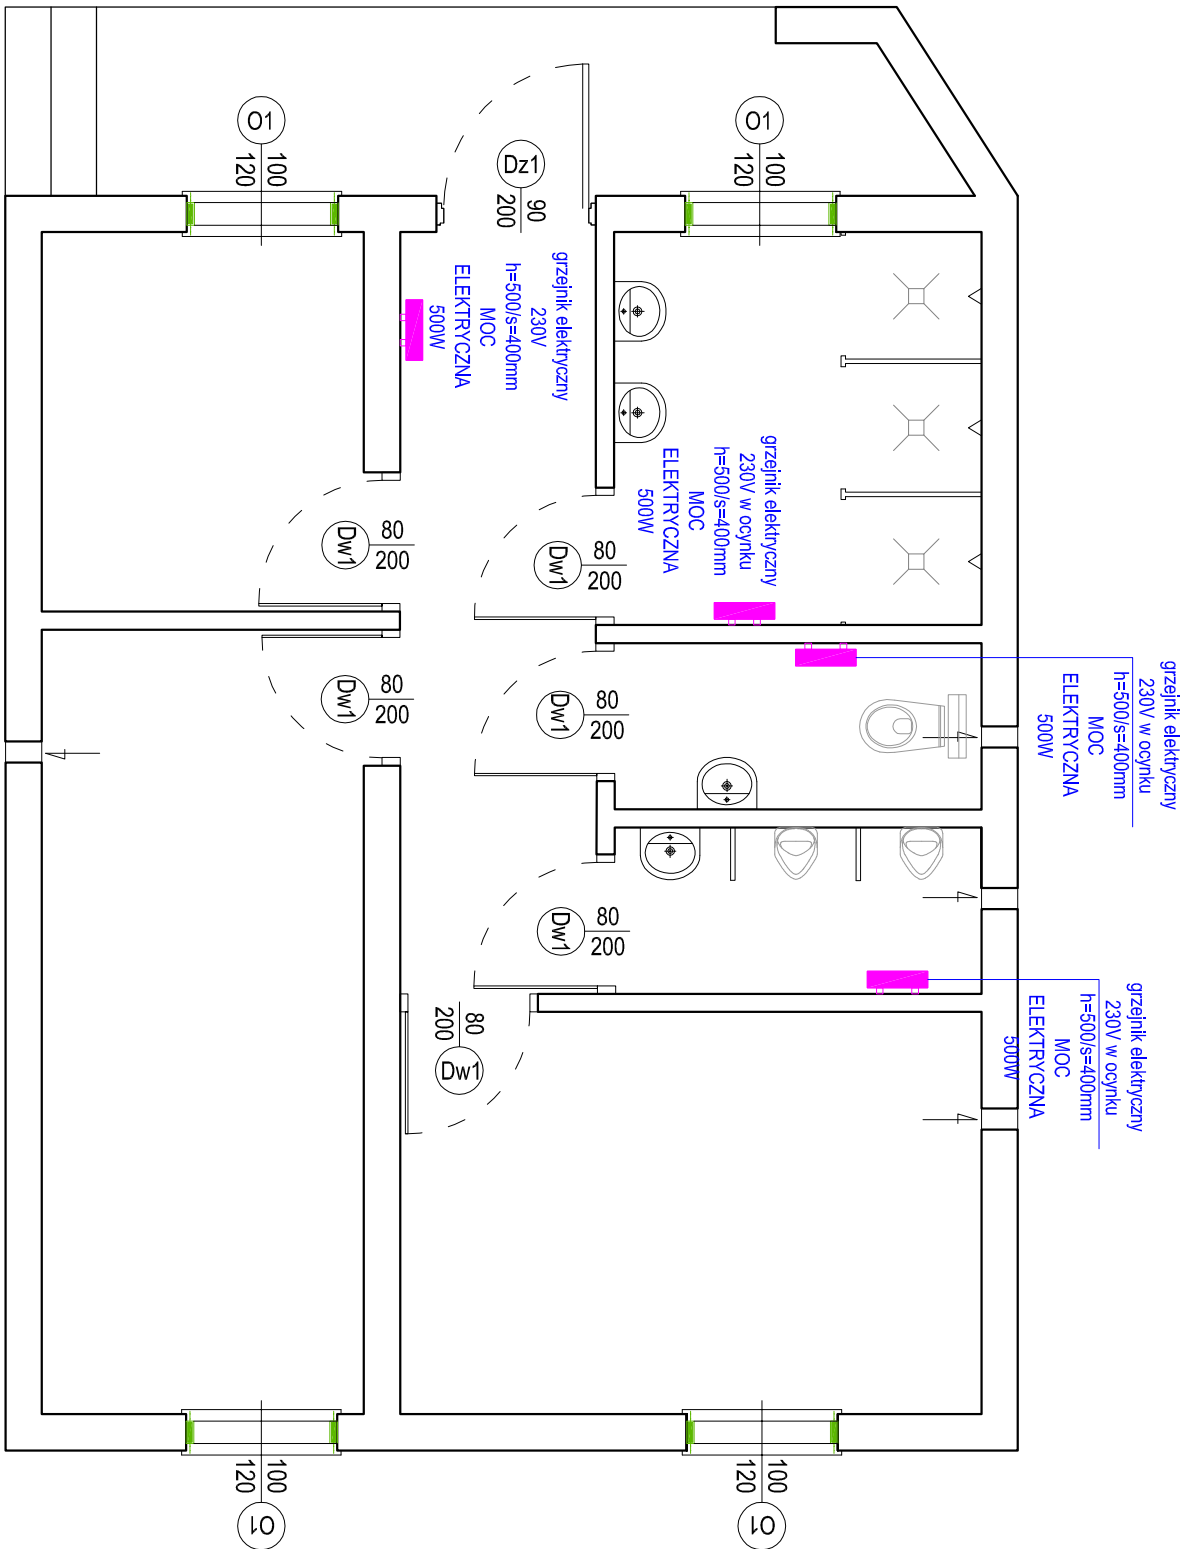 O1
100
120
Dz1
90
200
O1
100
120
grzejnik elektryczny
230V
h=500/s=400mm
MOC
ELEKTRYCZNA
500W
grzejnik elektryczny
230V w ocynku
h=500/s=400mm
MOC
ELEKTRYCZNA
500W
Dw1
80
200
Dw1
80
200
grzejnik elektryczny
230V w ocynku
h=500/s=400mm
MOC
ELEKTRYCZNA
500W
Dw1
80
200
Dw1
80
200
Dw1
80
200
grzejnik elektryczny
230V w ocynku
h=500/s=400mm
MOC
ELEKTRYCZNA
500W
80
200
Dw1
100
120
O1
100
120
O1